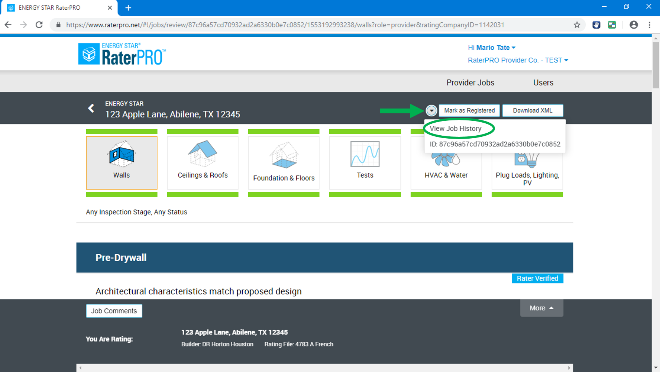 ENERGY STAR RaterPRO
https://www.raterpro.net/#!/jobs/review/87c96a57cd70932ad2a6330b0e7c0852/1553192993238/walls?role=provider&ratingCompanyID=1142031
ENERGY STAR®
RaterPRO™
Hi Mario Tate
RaterPRO Provider Co. - TEST
Provider Jobs
Users
ENERGY STAR
123 Apple Lane, Abilene, TX 12345
Mark as Registered
Download XML
View Job History
ID: 87c96a57cd70932ad2a6330b0e7c0852
Walls
Ceilings & Roofs
Foundation & Floors
Tests
HVAC & Water
Plug Loads, Lighting,
PV
Any Inspection Stage, Any Status
Pre-Drywall
Rater Verified
Architectural characteristics match proposed design
Job Comments
More
You Are Rating:
123 Apple Lane, Abilene, TX 12345
Builder: DR Horton Houston Rating File: 4783 A French